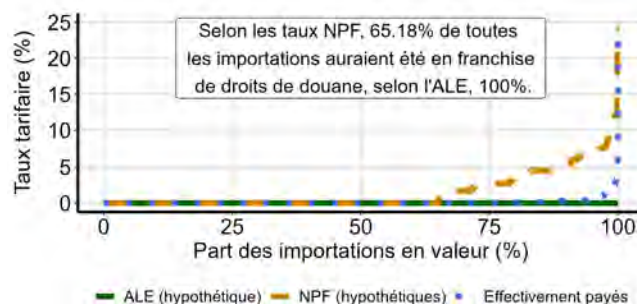 25
20
15
10
5
0
Taux tarifaire (%)
Selon les taux NPF, 65.18% de toutes
les importations auraient été en franchise
de droits de douane, selon l'ALE, 100%.
0 25 50 75 100
Part des importations en valeur (%)
ALE (hypothétique) NPF (hypothétiques) Effectivement payés